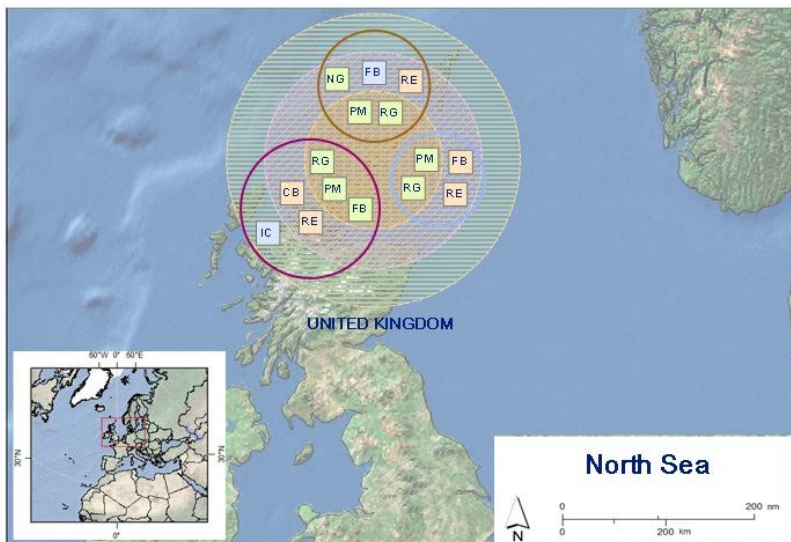 NG FB RE
PM RG
RG PM FB
CB PM RG
FB RE
RE
IC
UNITED KINGDOM
60°W 0° 60°E
30°N 30°N
0°
North Sea
0 200 nm
N 0 200 km